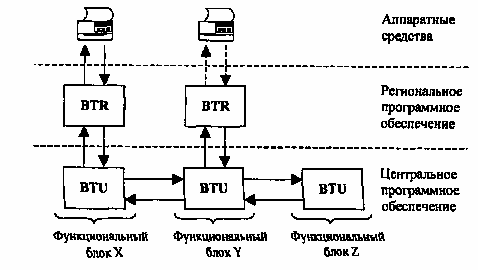 Аппаратные
средства
BTR
BTR
Региональное
программное
обеспечение
BTU
BTU
BTU
Центральное
программное
обеспечение
Функциональный
блок X
Функциональный
блок Y
Функциональный
блок Z